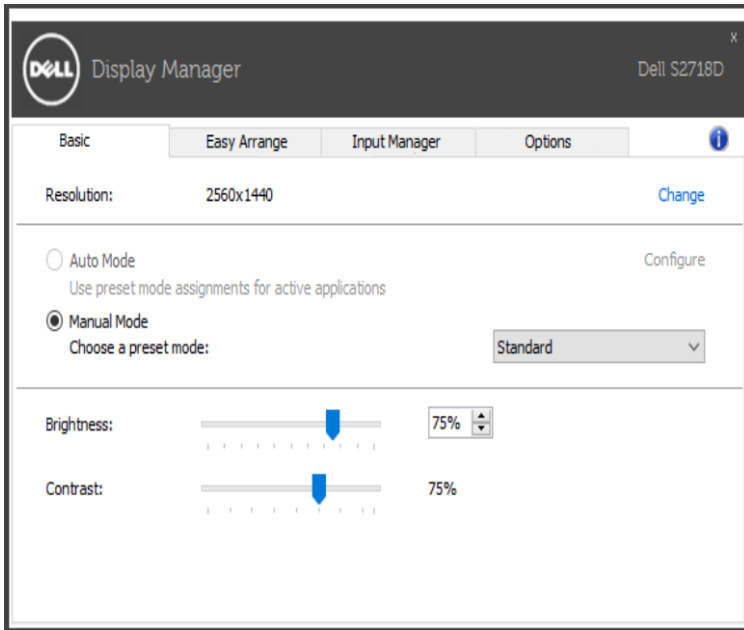 x
DELL Display Manager Dell S2718D
Basic Easy Arrange Input Manager Options i
Resolution: 2560x1440 Change
Auto Mode Configure
Use preset mode assignments for active applications
Manual Mode
Choose a preset mode: Standard
Brightness: 75%
Contrast: 75%